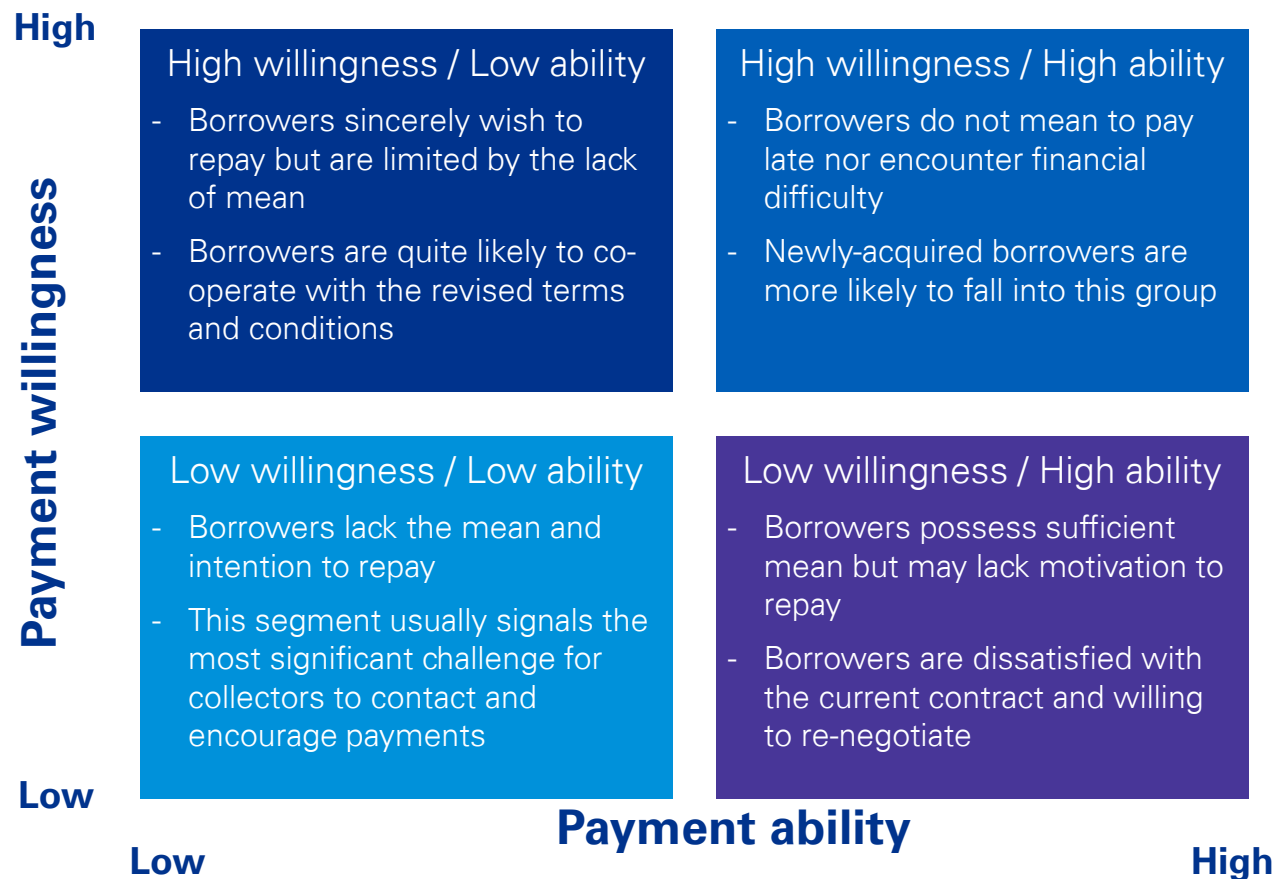 High
High willingness / Low ability
- Borrowers sincerely wish to
repay but are limited by the lack
of mean
- Borrowers are quite likely to co-
operate with the revised terms
and conditions
High willingness / High ability
- Borrowers do not mean to pay
late nor encounter financial
difficulty
- Newly-acquired borrowers are
more likely to fall into this group
Payment willingness
Low willingness / Low ability
- Borrowers lack the mean and
intention to repay
- This segment usually signals the
most significant challenge for
collectors to contact and
encourage payments
Low willingness / High ability
- Borrowers possess sufficient
mean but may lack motivation to
repay
- Borrowers are dissatisfied with
the current contract and willing
to re-negotiate
Low
Payment ability
Low
High